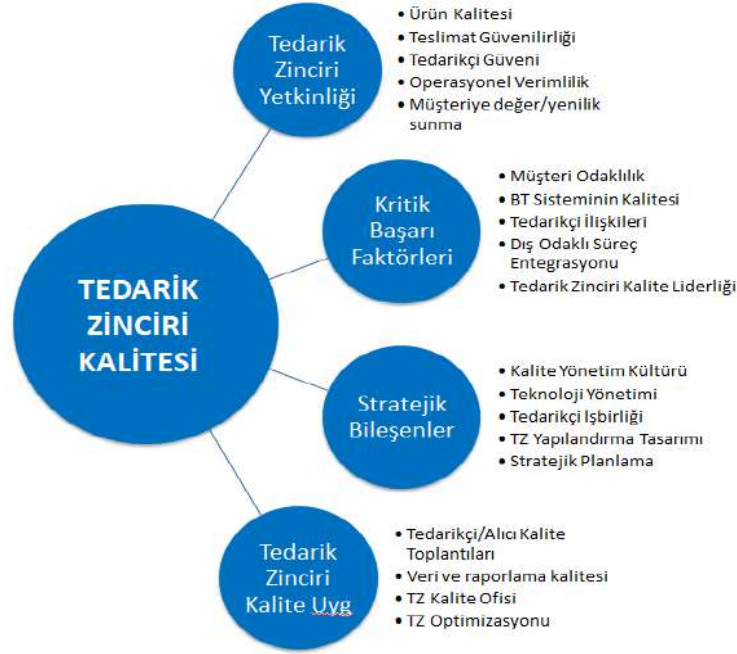 Tedarik
Zinciri
Yetkinliği
• Ürün Kalitesi
• Teslimat Güvenilirliği
• Tedarikçi Güveni
• Operasyonel Verimlilik
• Müşteriye değer/yenilik
sunma
Kritik
Başarı
Faktörleri
• Müşteri Odaklılık
• BT Sisteminin Kalitesi
• Tedarikçi İlişkileri
• Dış Odaklı Süreç
Entegrasyonu
• Tedarik Zinciri Kalite Liderliği
TEDARİK
ZİNCİRİ
KALİTESİ
Stratejik
Bileşenler
• Kalite Yönetim Kültürü
• Teknoloji Yönetimi
• Tedarikçi İşbirliği
• TZ Yapılandırma Tasarımı
• Stratejik Planlama
Tedarik
Zinciri
Kalite Uyg
• Tedarikçi/Alıcı Kalite
Toplantıları
• Veri ve raporlama kalitesi
• TZ Kalite Ofisi
• TZ Optimizasyonu